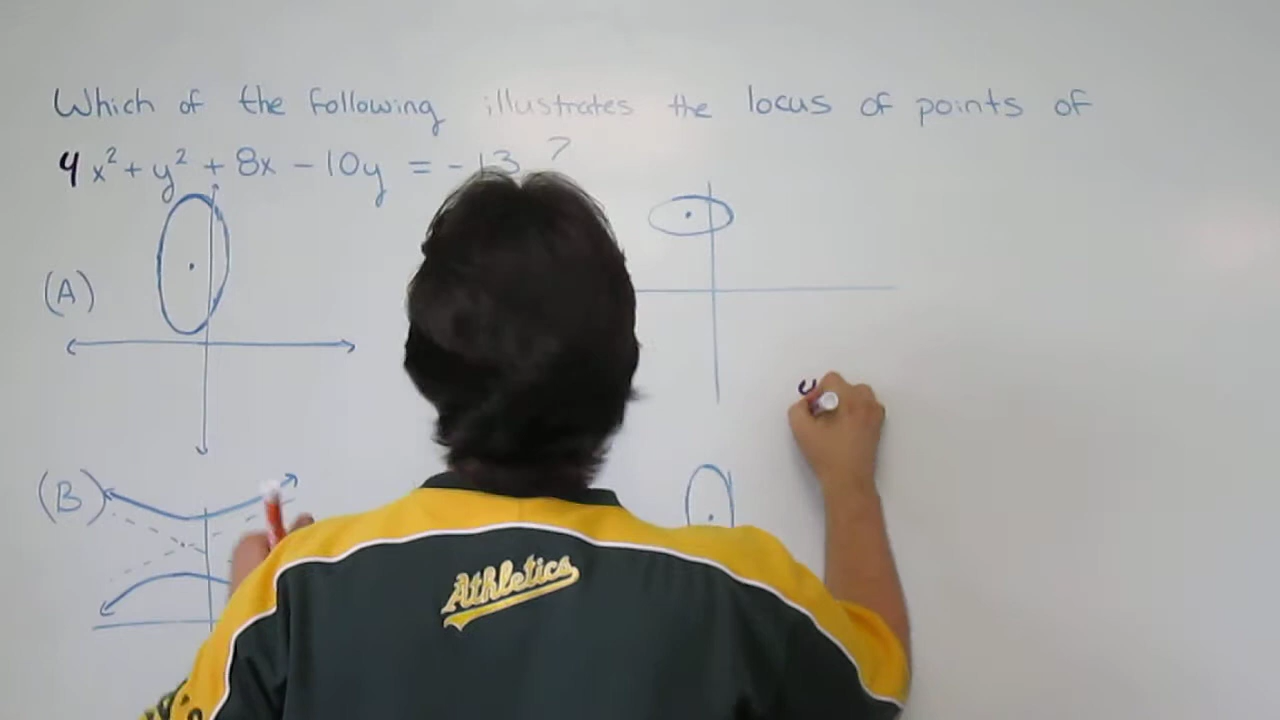 Which of the following illustrates the locus of points of
4x² + y² + 8x - 10y = -13 ?
(A)
(B)
Athletics